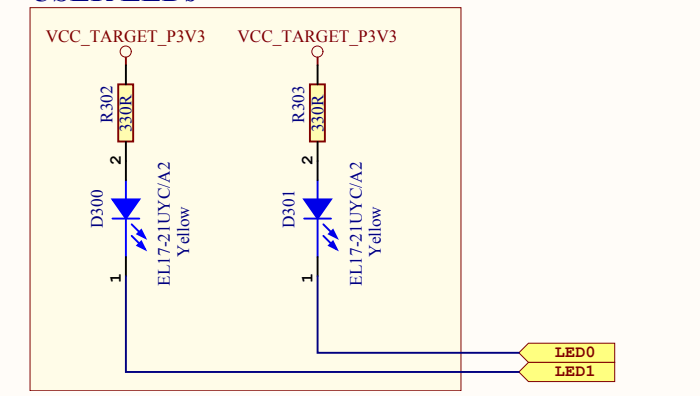 VCC_TARGET_P3V3 VCC_TARGET_P3V3
R302 330R R303 330R
2 2
D300 EL17-21UYC/A2 D301 EL17-21UYC/A2
Yellow Yellow
1 1
LED0
LED1